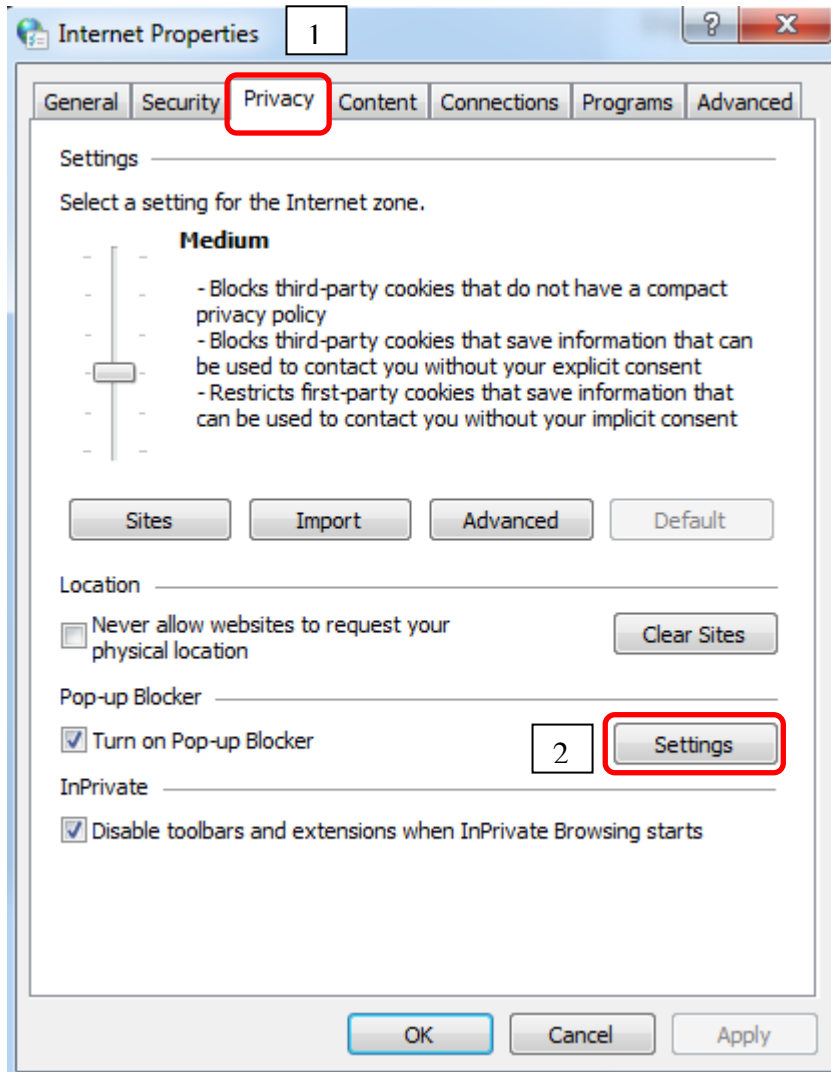 Internet Properties
1
?
X
General Security Privacy Content Connections Programs Advanced
Settings
Select a setting for the Internet zone.
Medium
- Blocks third-party cookies that do not have a compact
privacy policy
- Blocks third-party cookies that save information that can
be used to contact you without your explicit consent
- Restricts first-party cookies that save information that
can be used to contact you without your implicit consent
Sites Import Advanced Default
Location
Never allow websites to request your
physical location
Clear Sites
Pop-up Blocker
Turn on Pop-up Blocker
2
Settings
InPrivate
Disable toolbars and extensions when InPrivate Browsing starts
OK Cancel Apply